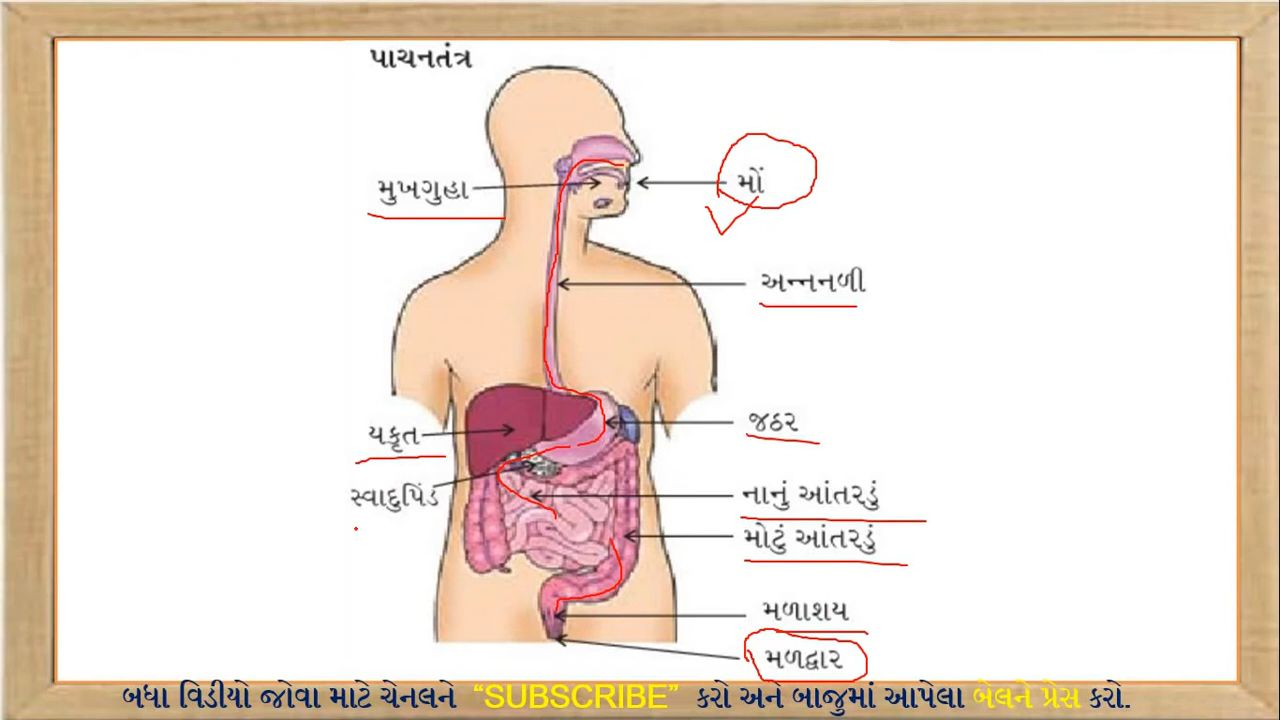 પાચનતંત્ર
મુખગુહા
મોં
અન્નનળી
યકૃત
જઠર
સ્વાદુપિંડ
નાનું આંતરડું
મોટું આંતરડું
મળાશય
મળદ્વાર
બધા વિડીયો જોવા માટે ચેનલને “SUBSCRIBE” કરો અને બાજુમાં આપેલા બેલને પ્રેસ કરો.